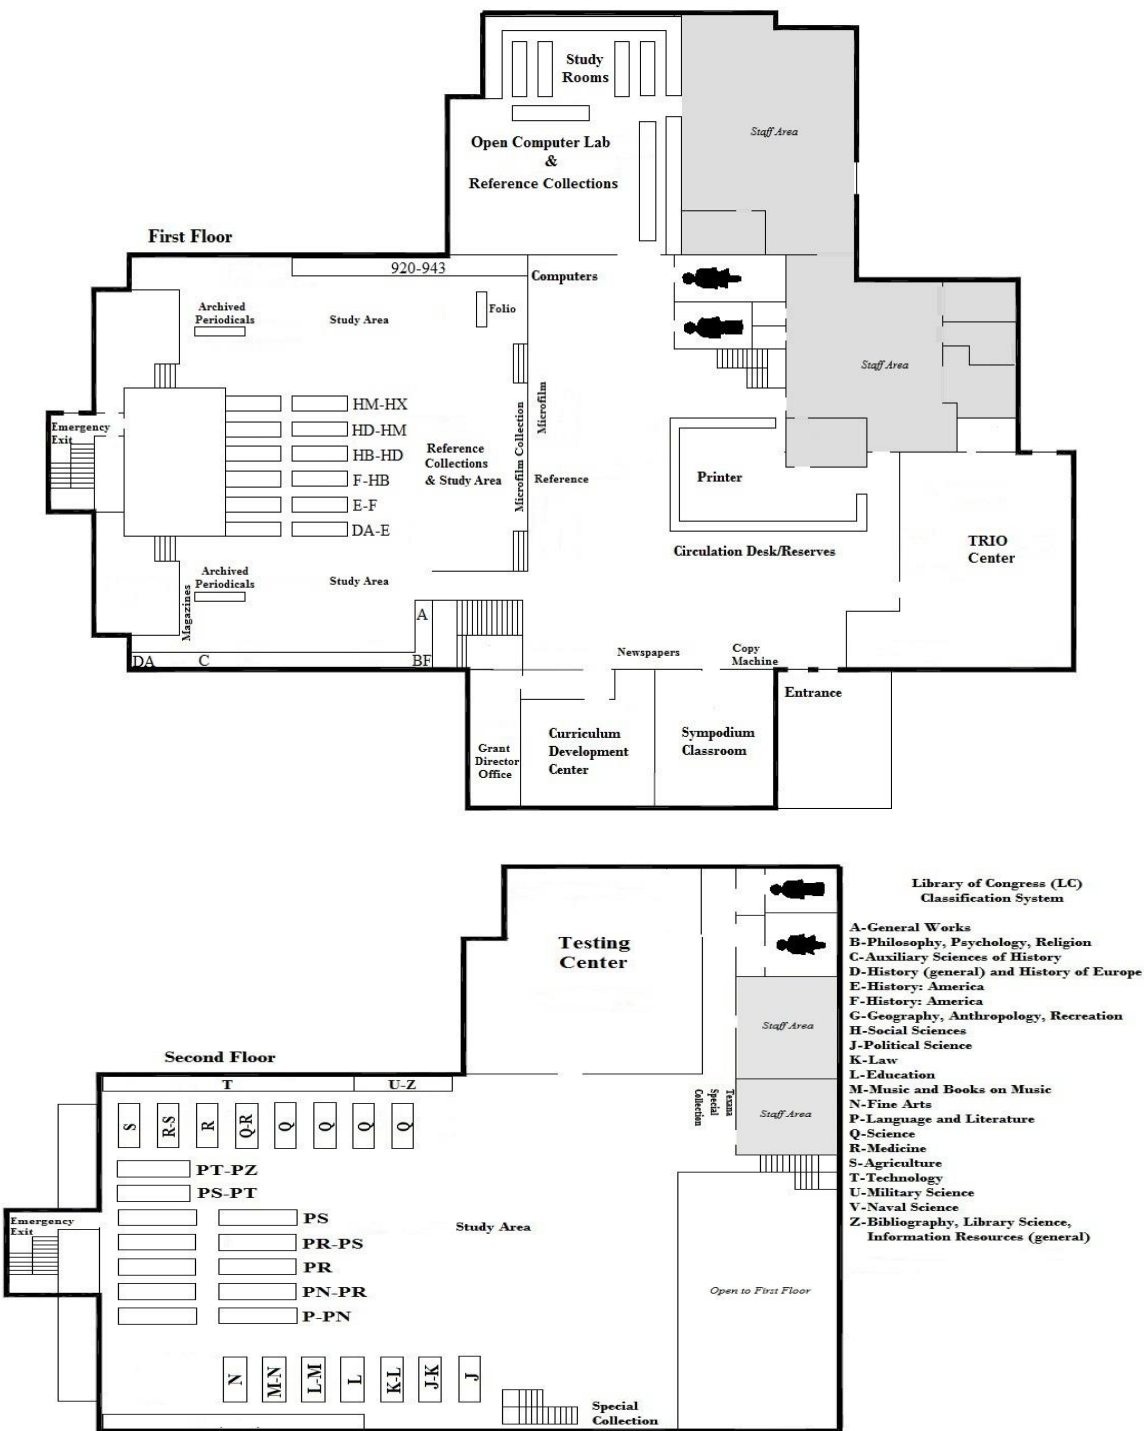 Study
Rooms
Staff Area
Open Computer Lab
&
Reference Collections
First Floor
920-943
Computers
Archived
Periodicals
Study Area
Folio
Staff Area
HM-HX
Microfilm
Emergency
Exit
HD-HM
Reference
Collections
& Study Area
Microfilm Collection
HB-HD
F-HB
Reference
Printer
E-F
DA-E
Circulation Desk/Reserves
TRIO
Center
Archived
Periodicals
Study Area
Magazines
A
DA
C
BF
Newspapers
Copy
Machine
Entrance
Grant
Director
Office
Curriculum
Development
Center
Sympodium
Classroom
Testing
Center
Library of Congress (LC)
Classification System
A-General Works
B-Philosophy, Psychology, Religion
C-Auxiliary Sciences of History
D-History (general) and History of Europe
E-History: America
F-History: America
G-Geography, Anthropology, Recreation
H-Social Sciences
J-Political Science
K-Law
L-Education
M-Music and Books on Music
N-Fine Arts
P-Language and Literature
Q-Science
R-Medicine
S-Agriculture
T-Technology
U-Military Science
V-Naval Science
Z-Bibliography, Library Science,
Information Resources (general)
Staff Area
Second Floor
T
U-Z
Texana
Special
Collection
Staff Area
S
R-S
R
Q-R
Q
Q
Q
Q
PT-PZ
PS-PT
Emergency
Exit
PS
Study Area
PR-PS
PR
PN-PR
Open to First Floor
P-PN
N
M-N
L-M
L
K-L
J-K
J
Special
Collection